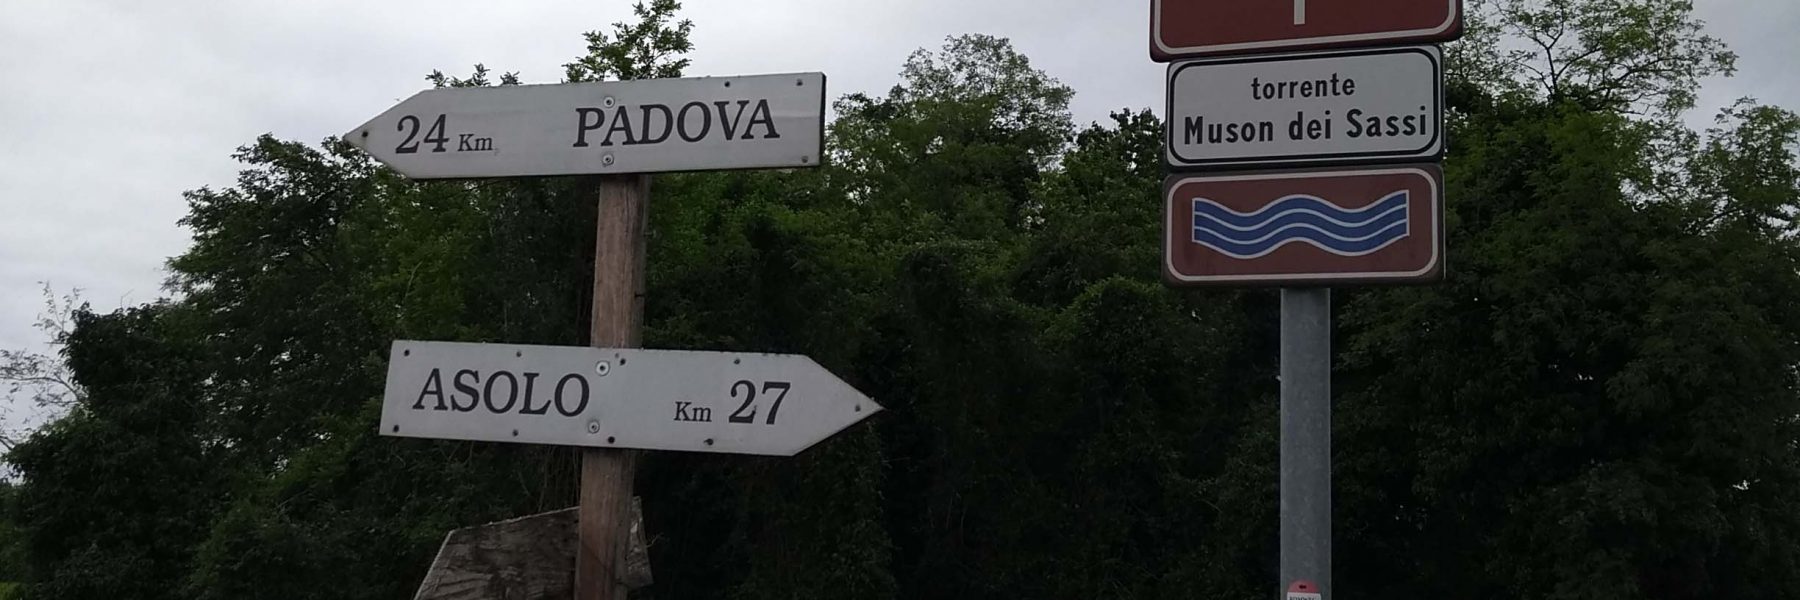 24 Km PADOVA
ASOLO Km 27
torrente
Muson dei Sassi